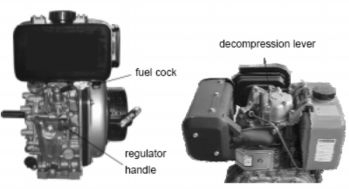 decompression lever
fuel cock
regulator
handle